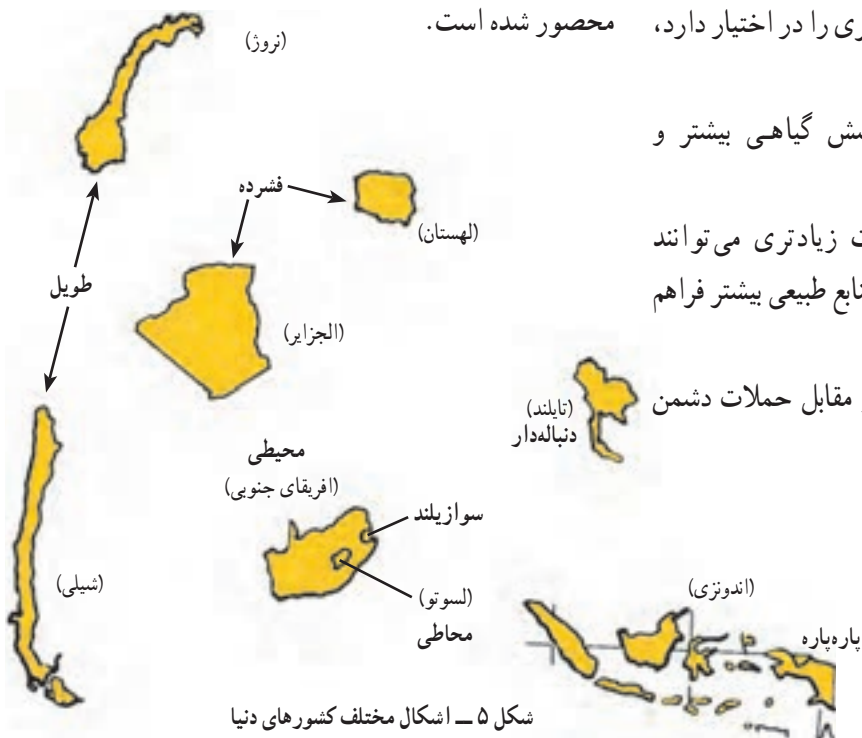 ری را در اختیار دارد،
محصور شده است.
ش گیاهی بیشتر و
ت زیادتری می‌توانند
نابع طبیعی بیشتر فراهم
مقابل حملات دشمن
(نروژ)
فشرده
(لهستان)
طویل
(الجزایر)
(تایلند)
دنباله‌دار
محیطی
(افریقای جنوبی)
سوازیلند
(شیلی)
(لسوتو)
محاطی
(اندونزی)
پاره‌پاره
شکل ۵ ــ اشکال مختلف کشورهای دنیا